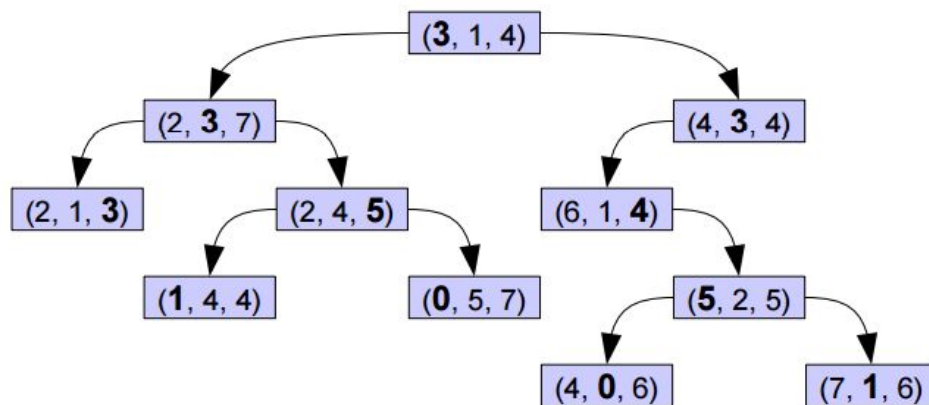 (3, 1, 4)
(2, 3, 7)
(4, 3, 4)
(2, 1, 3)
(2, 4, 5)
(6, 1, 4)
(1, 4, 4)
(0, 5, 7)
(5, 2, 5)
(4, 0, 6)
(7, 1, 6)